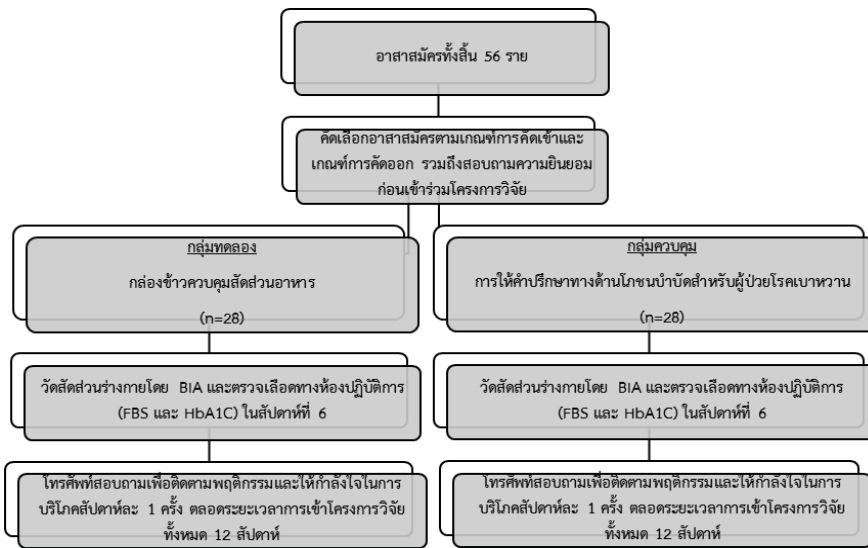 อาสาสมัครทั้งสิ้น 56 ราย
คัดเลือกอาสาสมัครตามเกณฑ์การคัดเข้าและ
เกณฑ์การคัดออก รวมถึงสอบถามความยินยอม
ก่อนเข้าร่วมโครงการวิจัย
กลุ่มทดลอง
กล่องข้าวควบคุมสัดส่วนอาหาร
(n=28)
กลุ่มควบคุม
การให้คำปรึกษาทางด้านโภชนบำบัดสำหรับผู้ป่วยโรคเบาหวาน
(n=28)
วัดสัดส่วนร่างกายโดย BIA และตรวจเลือดทางห้องปฏิบัติการ
(FBS และ HbA1C) ในสัปดาห์ที่ 6
วัดสัดส่วนร่างกายโดย BIA และตรวจเลือดทางห้องปฏิบัติการ
(FBS และ HbA1C) ในสัปดาห์ที่ 6
โทรศัพท์สอบถามเพื่อติดตามพฤติกรรมและให้กำลังใจในการ
บริโภคสัปดาห์ละ 1 ครั้ง ตลอดระยะเวลาการเข้าโครงการวิจัย
ทั้งหมด 12 สัปดาห์
โทรศัพท์สอบถามเพื่อติดตามพฤติกรรมและให้กำลังใจในการ
บริโภคสัปดาห์ละ 1 ครั้ง ตลอดระยะเวลาการเข้าโครงการวิจัย
ทั้งหมด 12 สัปดาห์